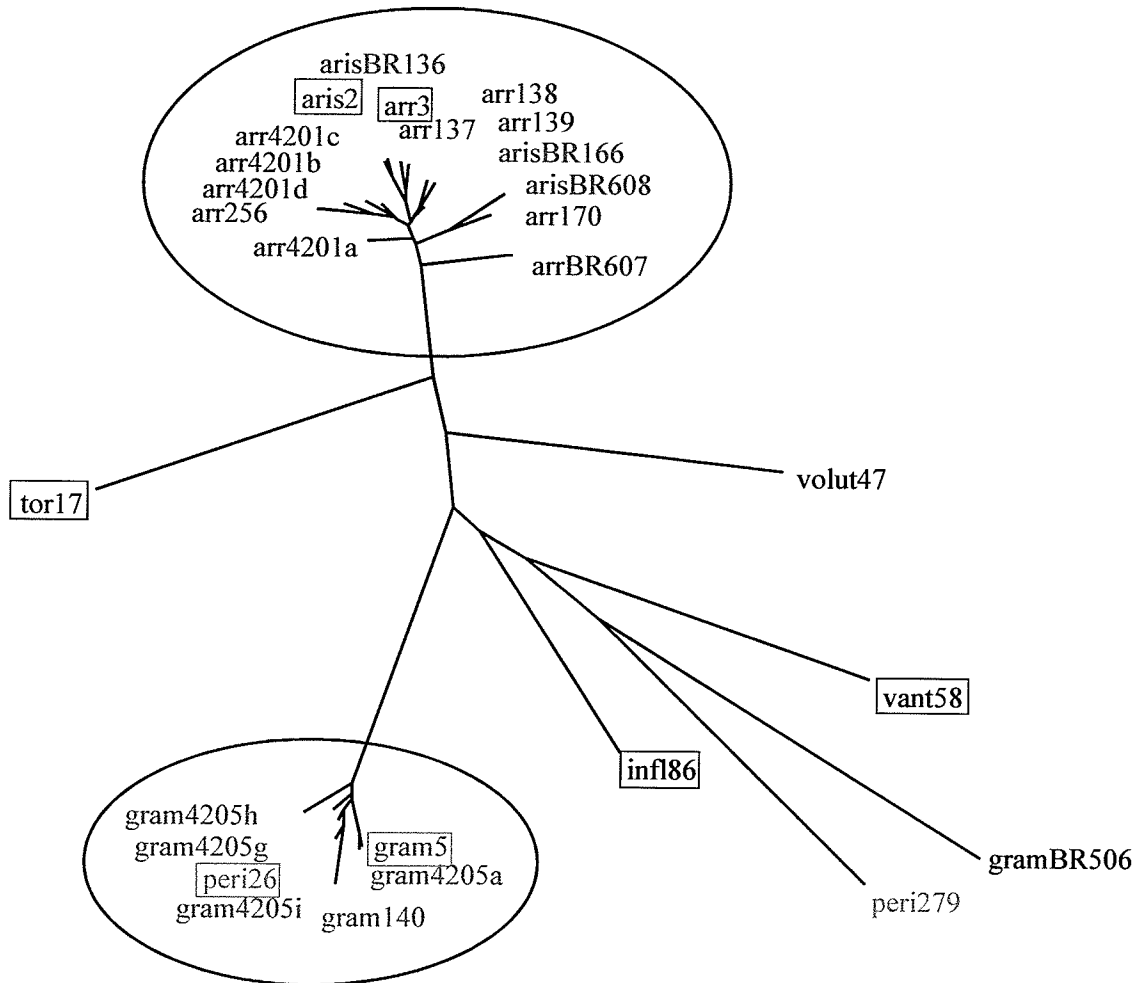 arisBR136
aris2
arr3
arr138
arr137
arr139
arr4201c
arisBR166
arr4201b
arr4201d
arisBR608
arr256
arr170
arr4201a
arrBR607
tor17
volut47
vant58
infl86
gram4205h
gram4205g
gram5
peri26
gram4205a
gram4205i
gram140
gramBR506
peri279